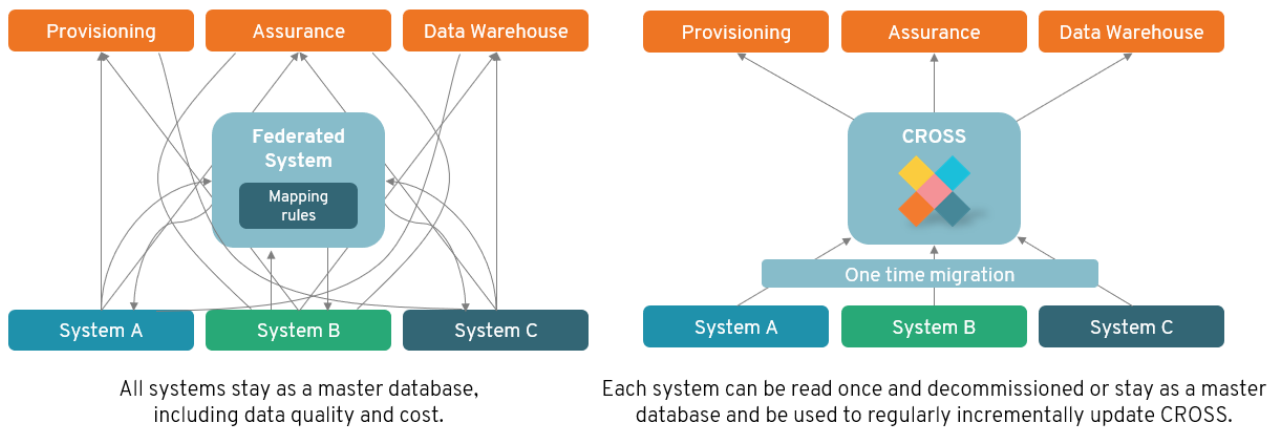 Provisioning
Assurance
Data Warehouse
Federated
System
Mapping
rules
System A
System B
System C
All systems stay as a master database,
including data quality and cost.
Provisioning
Assurance
Data Warehouse
CROSS
One time migration
System A
System B
System C
Each system can be read once and decommissioned or stay as a master
database and be used to regularly incrementally update CROSS.